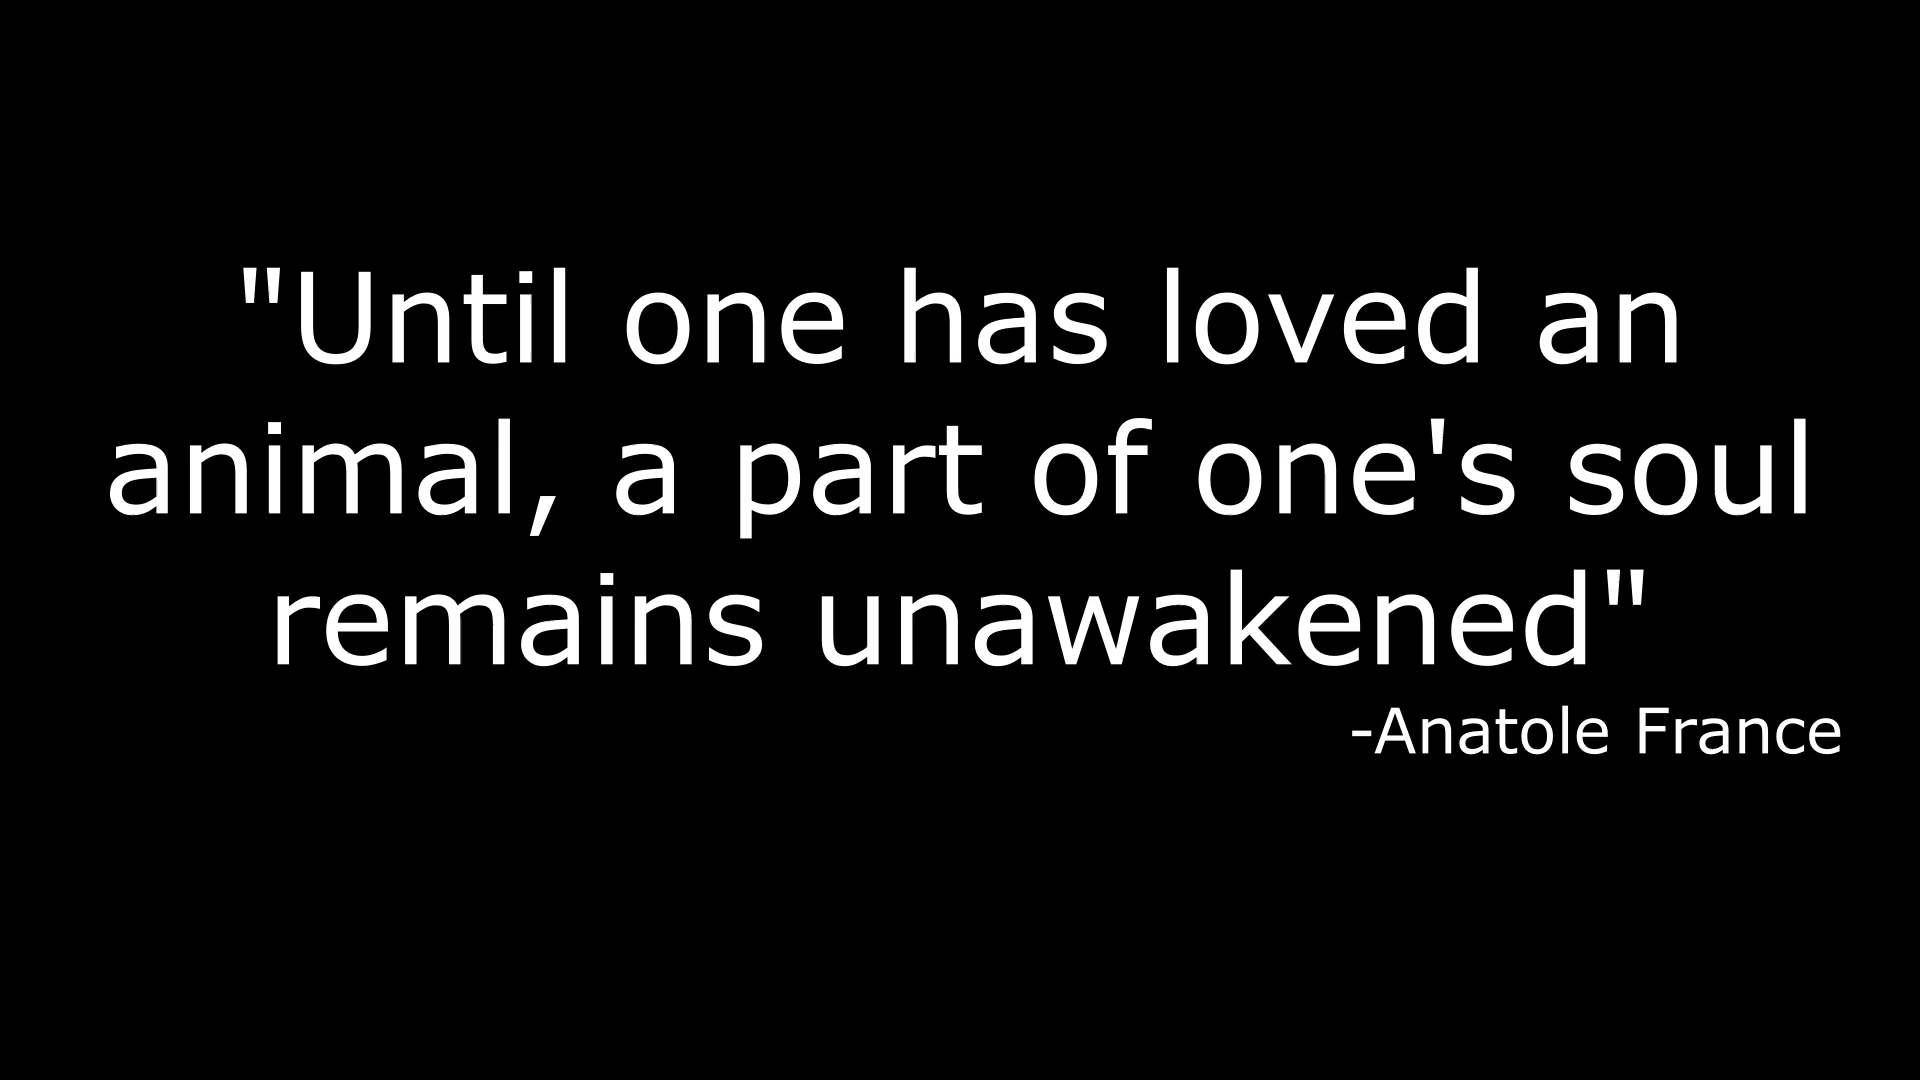 "Until one has loved an
animal, a part of one's soul
remains unawakened"
-Anatole France